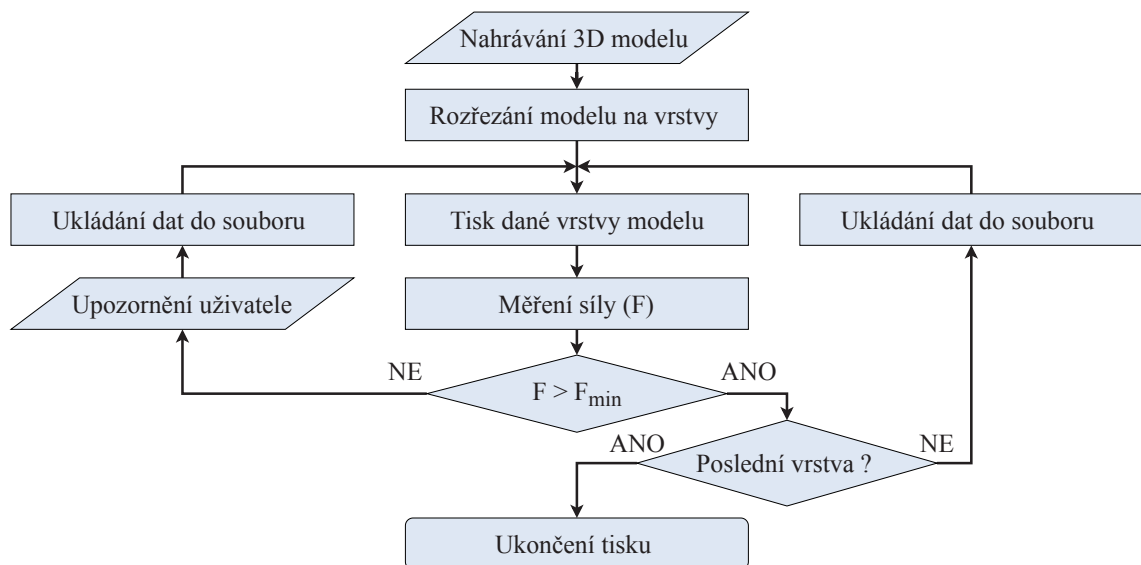 Nahrávání 3D modelu
Rozřezání modelu na vrstvy
Ukládání dat do souboru
Tisk dané vrstvy modelu
Ukládání dat do souboru
Upozornění uživatele
Měření síly (F)
NE
F > Fmin
ANO
ANO
Poslední vrstva ?
NE
Ukončení tisku